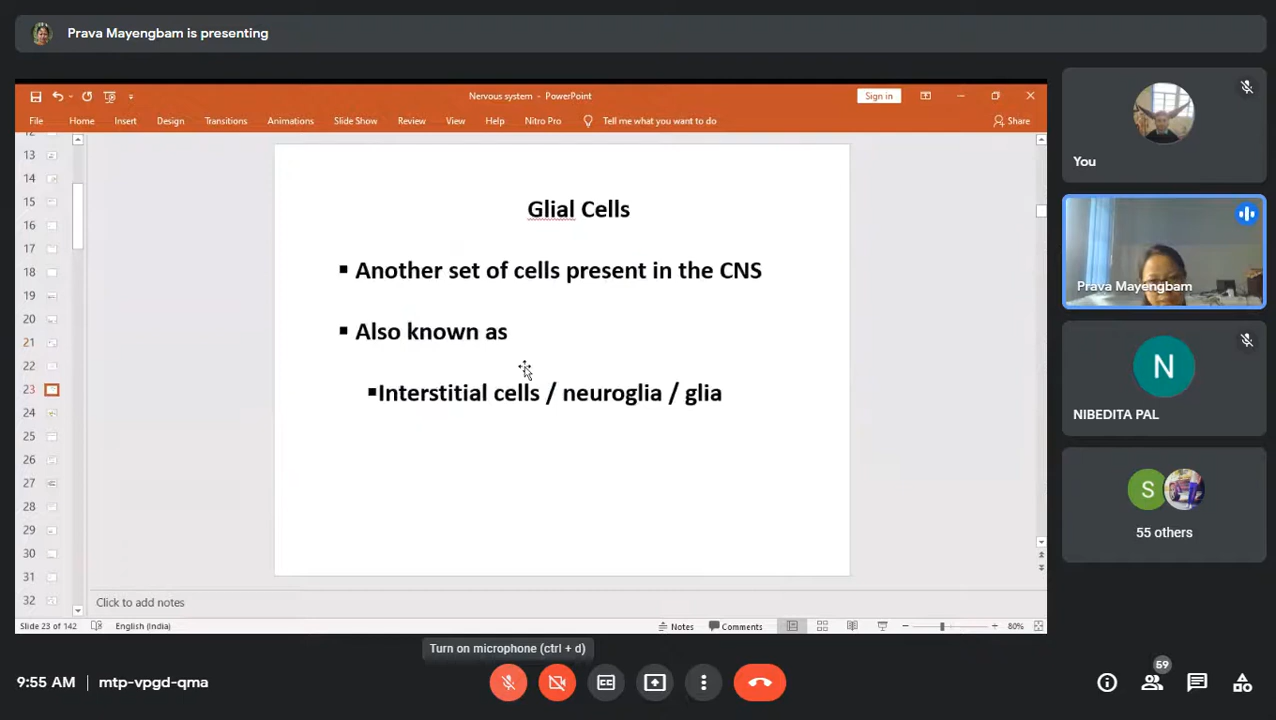 Prava Mayengbam is presenting
Nervous system - PowerPoint
Sign in
File Home Insert Design Transitions Animations Slide Show Review View Help Nitro Pro Tell me what you want to do Share
13
14
15
16
17
18
19
20
21
22
23
24
25
26
27
28
29
30
31
32
Glial Cells
▪ Another set of cells present in the CNS
▪ Also known as
▪Interstitial cells / neuroglia / glia
Click to add notes
Slide 23 of 142 English (India) Notes Comments 80%
You
Prava Mayengbam
N
NIBEDITA PAL
S
55 others
Turn on microphone (ctrl + d)
9:55 AM | mtp-vpgd-qma
59